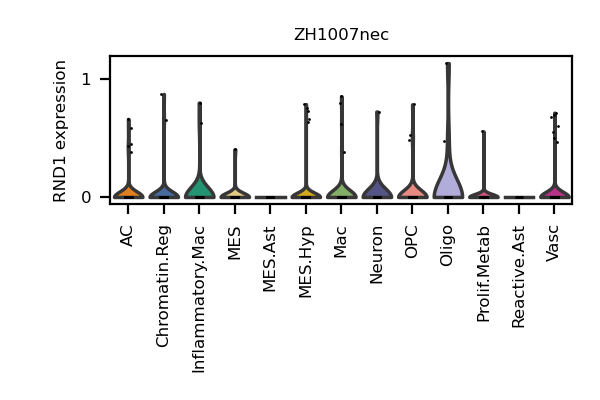 ZH1007nec
RND1 expression
1
0
AC
Chromatin.Reg
Inflammatory.Mac
MES
MES.Ast
MES.Hyp
Mac
Neuron
OPC
Oligo
Prolif.Metab
Reactive.Ast
Vasc